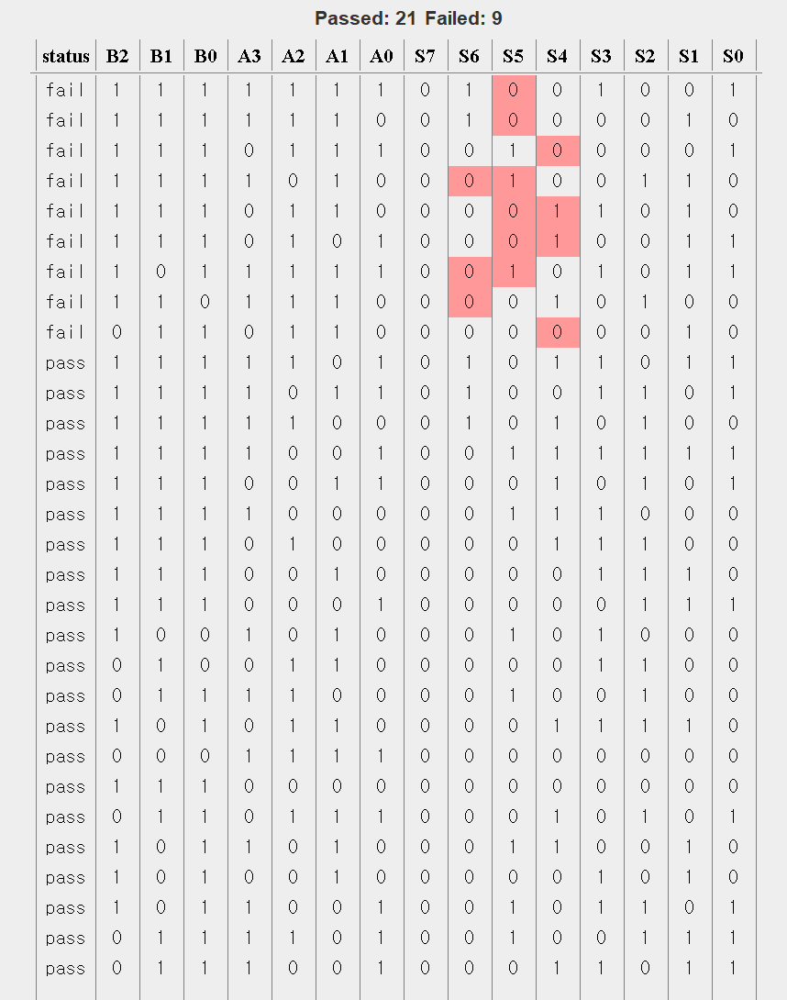 Passed: 21 Failed: 9
status B2 B1 B0 A3 A2 A1 A0 S7 S6 S5 S4 S3 S2 S1 S0
fail 1 1 1 1 1 1 1 0 1 0 0 1 0 0 1
fail 1 1 1 1 1 1 0 0 1 0 0 0 0 1 0
fail 1 1 1 0 1 1 1 0 0 1 0 0 0 0 1
fail 1 1 1 1 0 1 0 0 0 1 0 0 1 1 0
fail 1 1 1 0 1 1 0 0 0 0 1 1 0 1 0
fail 1 1 1 0 1 0 1 0 0 0 1 0 0 1 1
fail 1 0 1 1 1 1 1 0 0 1 0 1 0 1 1
fail 1 1 0 1 1 1 0 0 0 0 1 0 1 0 0
fail 0 1 1 0 1 1 0 0 0 0 0 0 0 1 0
pass 1 1 1 1 1 0 1 0 1 0 1 1 0 1 1
pass 1 1 1 1 0 1 1 0 1 0 0 1 1 0 1
pass 1 1 1 1 1 0 0 0 1 0 1 0 1 0 0
pass 1 1 1 1 0 0 1 0 0 1 1 1 1 1 1
pass 1 1 1 0 0 1 1 0 0 0 1 0 1 0 1
pass 1 1 1 1 0 0 0 0 0 1 1 1 0 0 0
pass 1 1 1 0 1 0 0 0 0 0 1 1 1 0 0
pass 1 1 1 0 0 1 0 0 0 0 0 1 1 1 0
pass 1 1 1 0 0 0 1 0 0 0 0 0 1 1 1
pass 1 0 0 1 0 1 0 0 0 1 0 1 0 0 0
pass 0 1 0 0 1 1 0 0 0 0 0 1 1 0 0
pass 0 1 1 1 1 0 0 0 0 1 0 0 1 0 0
pass 1 0 1 0 1 1 0 0 0 0 1 1 1 1 0
pass 0 0 0 1 1 1 1 0 0 0 0 0 0 0 0
pass 1 1 1 0 0 0 0 0 0 0 0 0 0 0 0
pass 0 1 1 0 1 1 1 0 0 0 1 0 1 0 1
pass 1 0 1 1 0 1 0 0 0 1 1 0 0 1 0
pass 1 0 1 0 0 1 0 0 0 0 0 1 0 1 0
pass 1 0 1 1 0 0 1 0 0 1 0 1 1 0 1
pass 0 1 1 1 1 0 1 0 0 1 0 0 1 1 1
pass 0 1 1 1 0 0 1 0 0 0 1 1 0 1 1